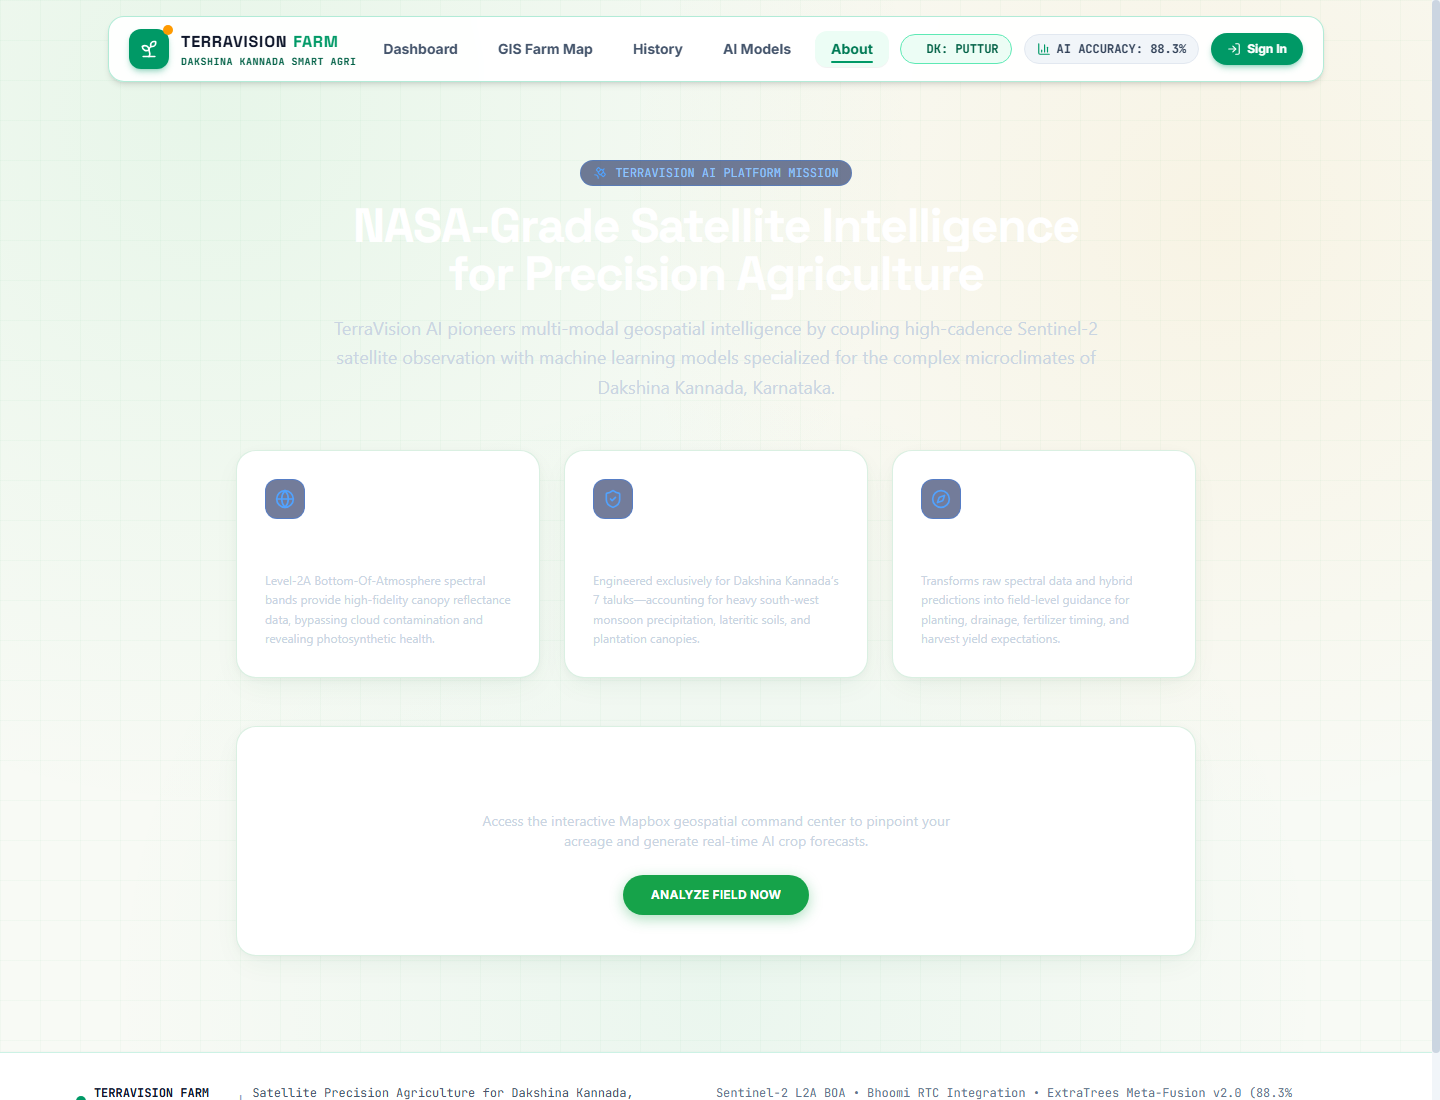 TERRAVISION FARM
DAKSHINA KANNADA SMART AGRI
Dashboard
GIS Farm Map
History
AI Models
About
DK: PUTTUR
AI ACCURACY: 88.3%
Sign In
TERRAVISION AI PLATFORM MISSION
NASA-Grade Satellite Intelligence
for Precision Agriculture
TerraVision AI pioneers multi-modal geospatial intelligence by coupling high-cadence Sentinel-2
satellite observation with machine learning models specialized for the complex microclimates of
Dakshina Kannada, Karnataka.
Level-2A Bottom-Of-Atmosphere spectral
bands provide high-fidelity canopy reflectance
data, bypassing cloud contamination and
revealing photosynthetic health.
Engineered exclusively for Dakshina Kannada's
7 taluks—accounting for heavy south-west
monsoon precipitation, lateritic soils, and
plantation canopies.
Transforms raw spectral data and hybrid
predictions into field-level guidance for
planting, drainage, fertilizer timing, and
harvest yield expectations.
Access the interactive Mapbox geospatial command center to pinpoint your
acreage and generate real-time AI crop forecasts.
ANALYZE FIELD NOW
TERRAVISION FARM
Satellite Precision Agriculture for Dakshina Kannada,
Sentinel-2 L2A BOA • Bhoomi RTC Integration • ExtraTrees Meta-Fusion v2.0 (88.3%